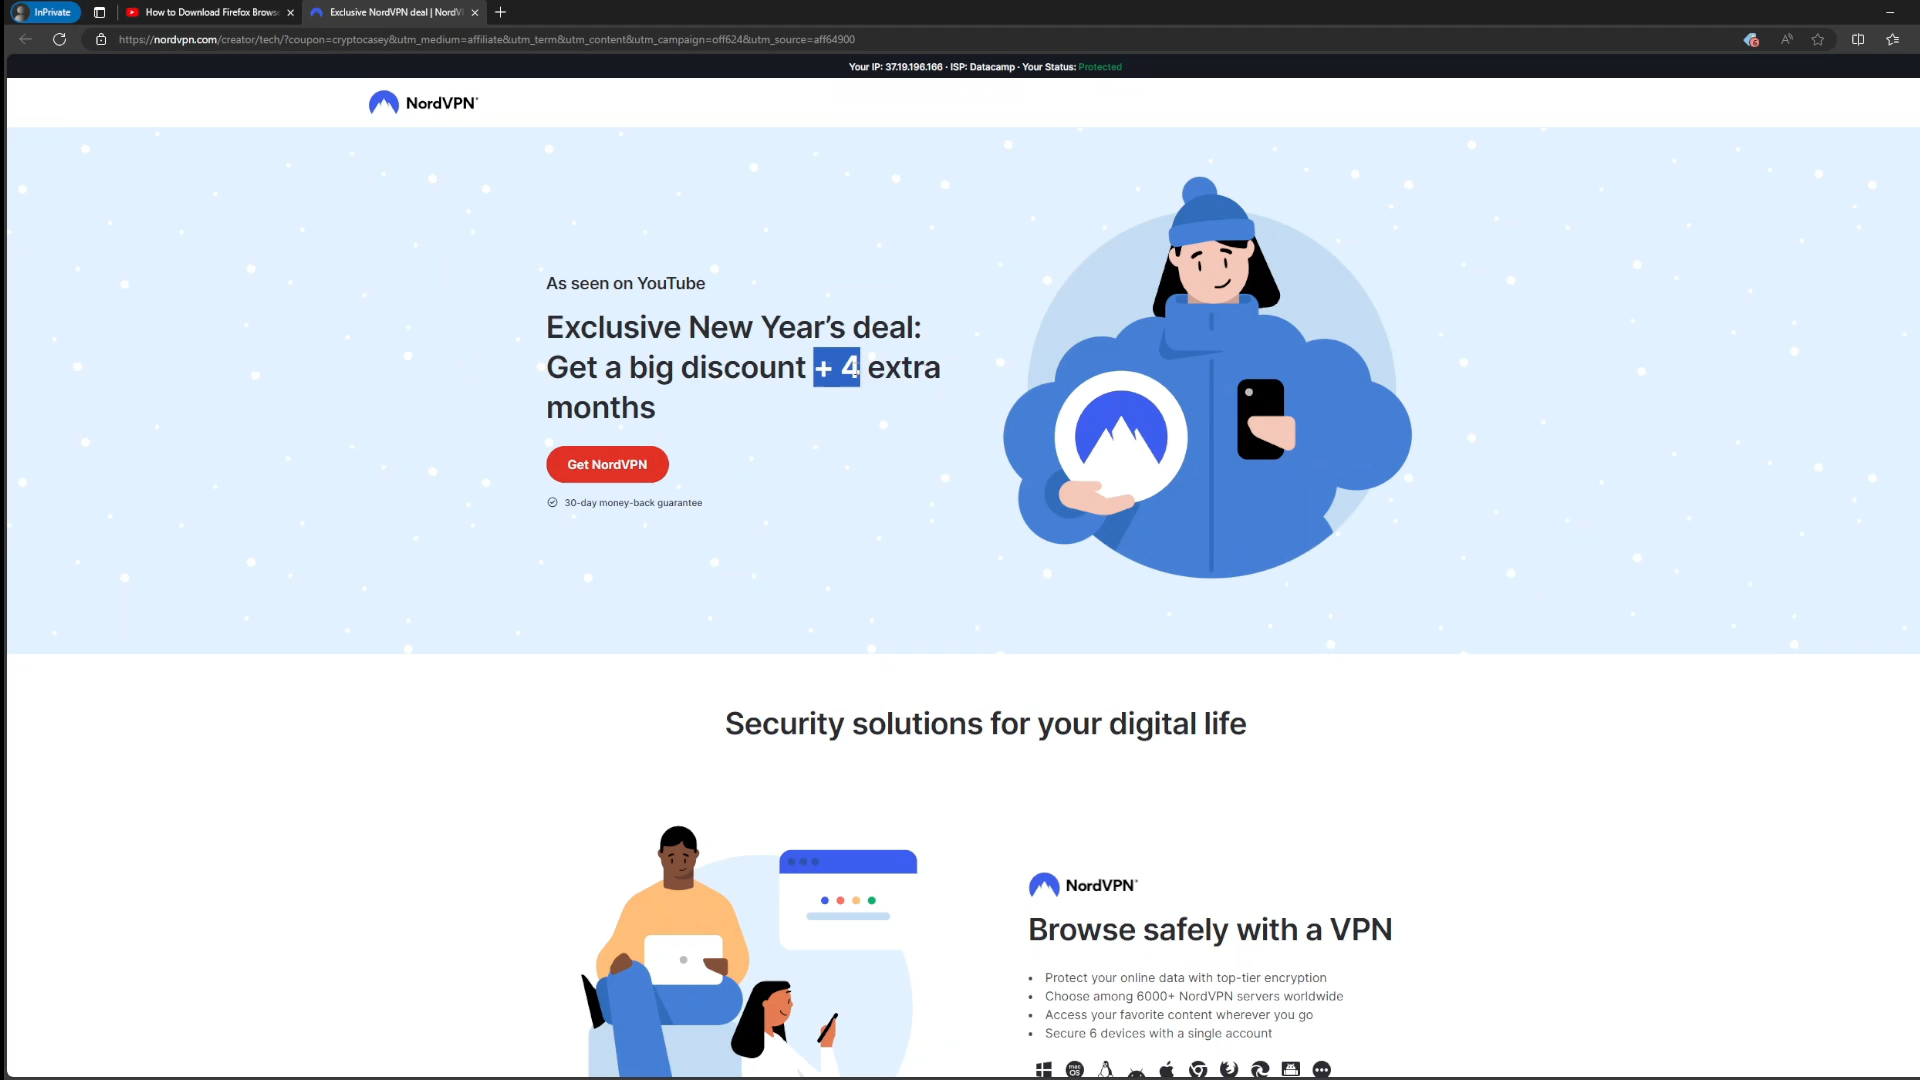 InPrivate
How to Download Firefox Brows
Exclusive NordVPN deal | NordV
https://nordvpn.com/creator/tech/?coupon=cryptocasey&utm_medium=affiliate&utm_term&utm_content&utm_campaign=off624&utm_source=aff64900
Your IP: 37.19.196.166 · ISP: Datacamp · Your Status: Protected
NordVPN®
As seen on YouTube
Exclusive New Year’s deal:
Get a big discount + 4 extra
months
Get NordVPN
30-day money-back guarantee
Security solutions for your digital life
NordVPN®
Browse safely with a VPN
• Protect your online data with top-tier encryption
• Choose among 6000+ NordVPN servers worldwide
• Access your favorite content wherever you go
• Secure 6 devices with a single account
mac
OS